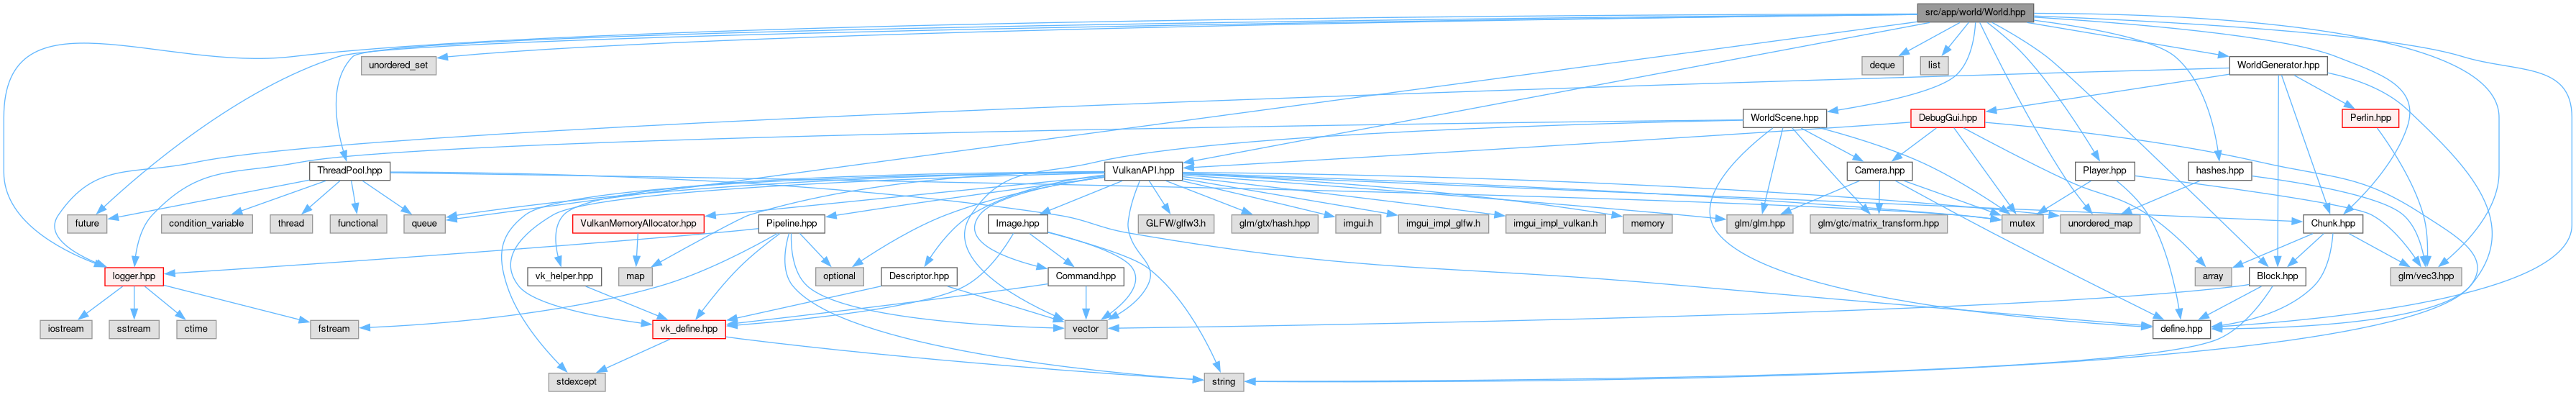 src/app/world/World.hpp
unordered_set
deque
list
WorldGenerator.hpp
WorldScene.hpp
DebugGui.hpp
Perlin.hpp
ThreadPool.hpp
VulkanAPI.hpp
Camera.hpp
Player.hpp
hashes.hpp
future
condition_variable
thread
functional
queue
VulkanMemoryAllocator.hpp
Pipeline.hpp
GLFW/glfw3.h
Image.hpp
glm/gtx/hash.hpp
imgui.h
imgui_impl_glfw.h
imgui_impl_vulkan.h
memory
glm/glm.hpp
glm/gtc/matrix_transform.hpp
mutex
unordered_map
Chunk.hpp
logger.hpp
vk_helper.hpp
map
optional
Descriptor.hpp
Command.hpp
array
Block.hpp
glm/vec3.hpp
iostream
sstream
ctime
fstream
vk_define.hpp
vector
define.hpp
stdexcept
string